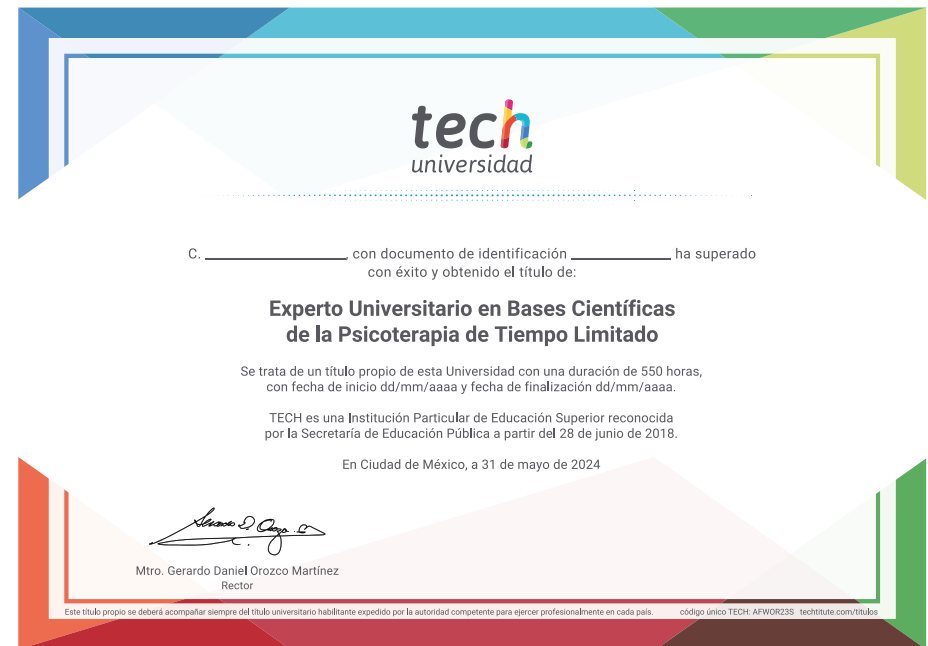 tech
universidad
C. __________________, con documento de identificación _____________ ha superado
con éxito y obtenido el título de:
Experto Universitario en Bases Científicas
de la Psicoterapia de Tiempo Limitado
Se trata de un título propio de esta Universidad con una duración de 550 horas,
con fecha de inicio dd/mm/aaaa y fecha de finalización dd/mm/aaaa.
TECH es una Institución Particular de Educación Superior reconocida
por la Secretaría de Educación Pública a partir del 28 de junio de 2018.
En Ciudad de México, a 31 de mayo de 2024
Mtro. Gerardo Daniel Orozco Martínez
Rector
Este título propio se deberá acompañar siempre del título universitario habilitante expedido por la autoridad competente para ejercer profesionalmente en cada país. código único TECH: AFWOR23S techtitute.com/titulos